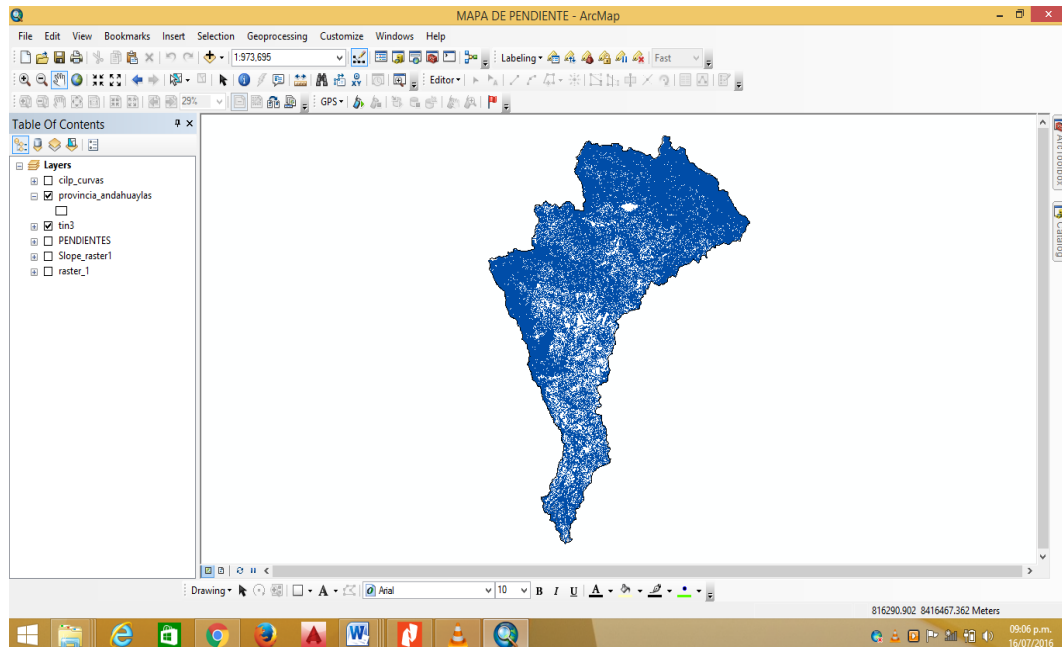 MAPA DE PENDIENTE - ArcMap
File Edit View Bookmarks Insert Selection Geoprocessing Customize Windows Help
1:973,695 Labeling Fast
Editor
29% GPS
Table Of Contents
Layers
cilp_curvas
provincia_andahuaylas
tin3
PENDIENTES
Slope_raster1
raster_1
ArcToolbox
Catalog
Drawing A Arial 10 B I U A
816290.902 8416467.362 Meters
09:06 p.m.
16/07/2016